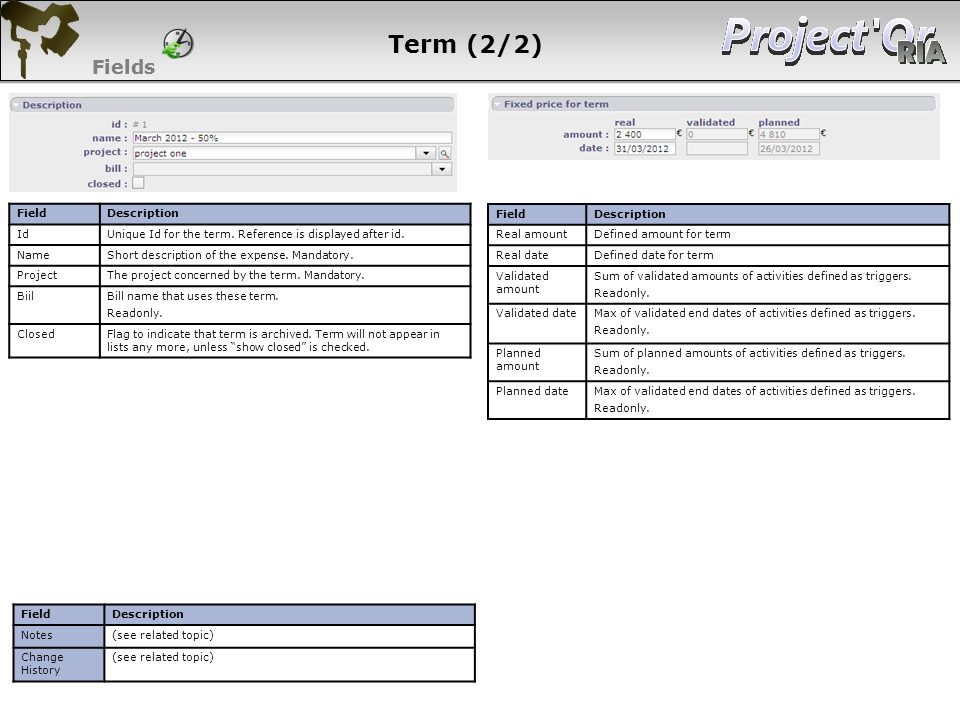 Term (2/2)
Project'Or
RIA
Fields
Description
id : # 1
name : March 2012 - 50%
project : project one
bill :
closed :
Field Description
Id Unique Id for the term. Reference is displayed after id.
Name Short description of the expense. Mandatory.
Project The project concerned by the term. Mandatory.
Biil Bill name that uses these term.
Readonly.
Closed Flag to indicate that term is archived. Term will not appear in
lists any more, unless “show closed” is checked.
Fixed price for term
real validated planned
amount : 2 400 € 0 € 4 810 €
date : 31/03/2012 26/03/2012
Field Description
Real amount Defined amount for term
Real date Defined date for term
Validated Sum of validated amounts of activities defined as triggers.
amount Readonly.
Validated date Max of validated end dates of activities defined as triggers.
Readonly.
Planned Sum of planned amounts of activities defined as triggers.
amount Readonly.
Planned date Max of validated end dates of activities defined as triggers.
Readonly.
Field Description
Notes (see related topic)
Change (see related topic)
History